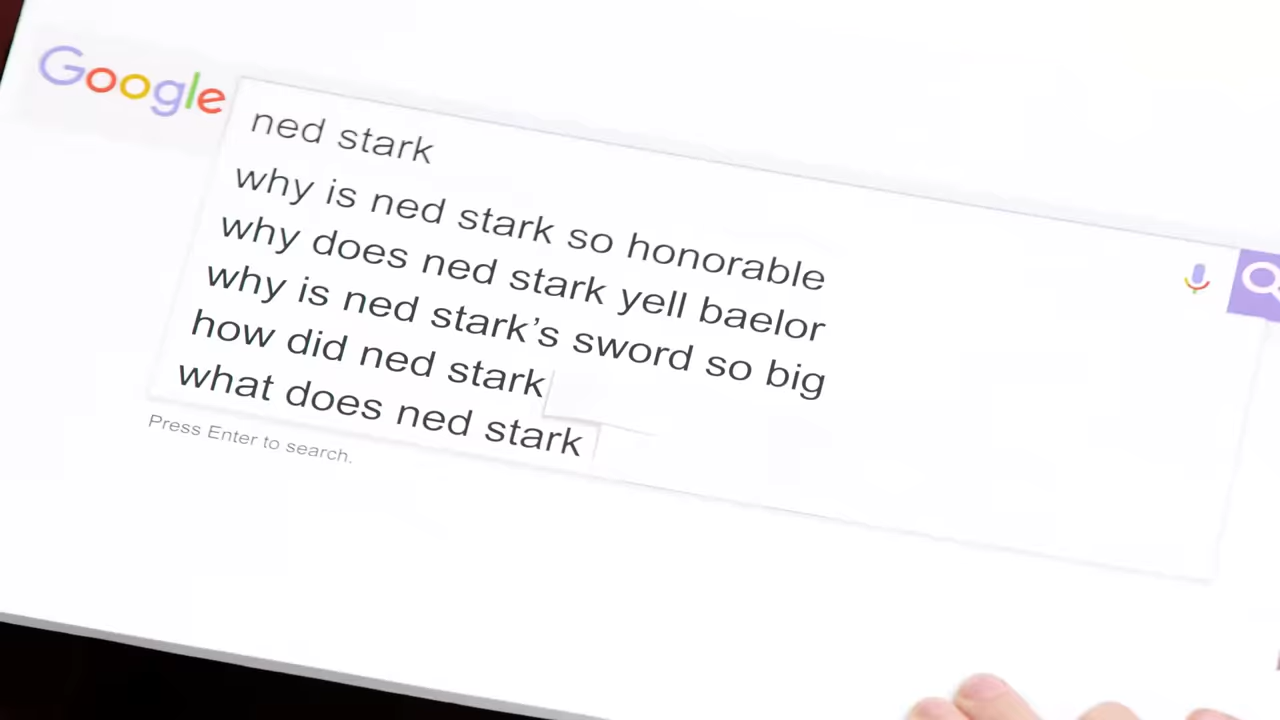 Google
ned stark
why is ned stark so honorable
why does ned stark yell baelor
why is ned stark’s sword so big
how did ned stark
what does ned stark
Press Enter to search.